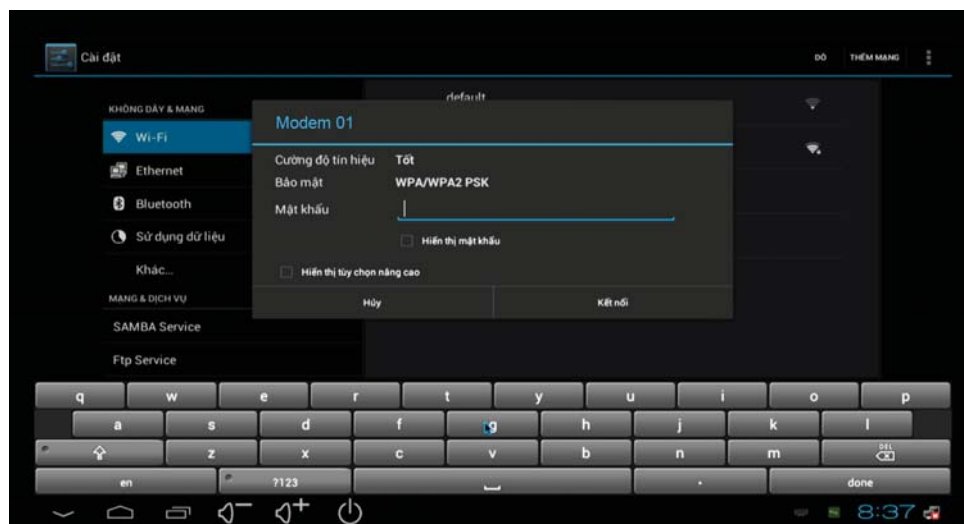 Cài đặt
DÒ THÊM MẠNG
KHÔNG DÂY & MẠNG
default
Wi-Fi
Modem 01
Ethernet
Cường độ tín hiệu Tốt
Bảo mật WPA/WPA2 PSK
Bluetooth
Mật khẩu
Sử dụng dữ liệu
Hiển thị mật khẩu
Khác...
Hiển thị tùy chọn nâng cao
MẠNG & DỊCH VỤ
Hủy Kết nối
SAMBA Service
Ftp Service
q w e r t y u i o p
a s d f g h j k l
z x c v b n m DEL
en ?123 . done
8:37